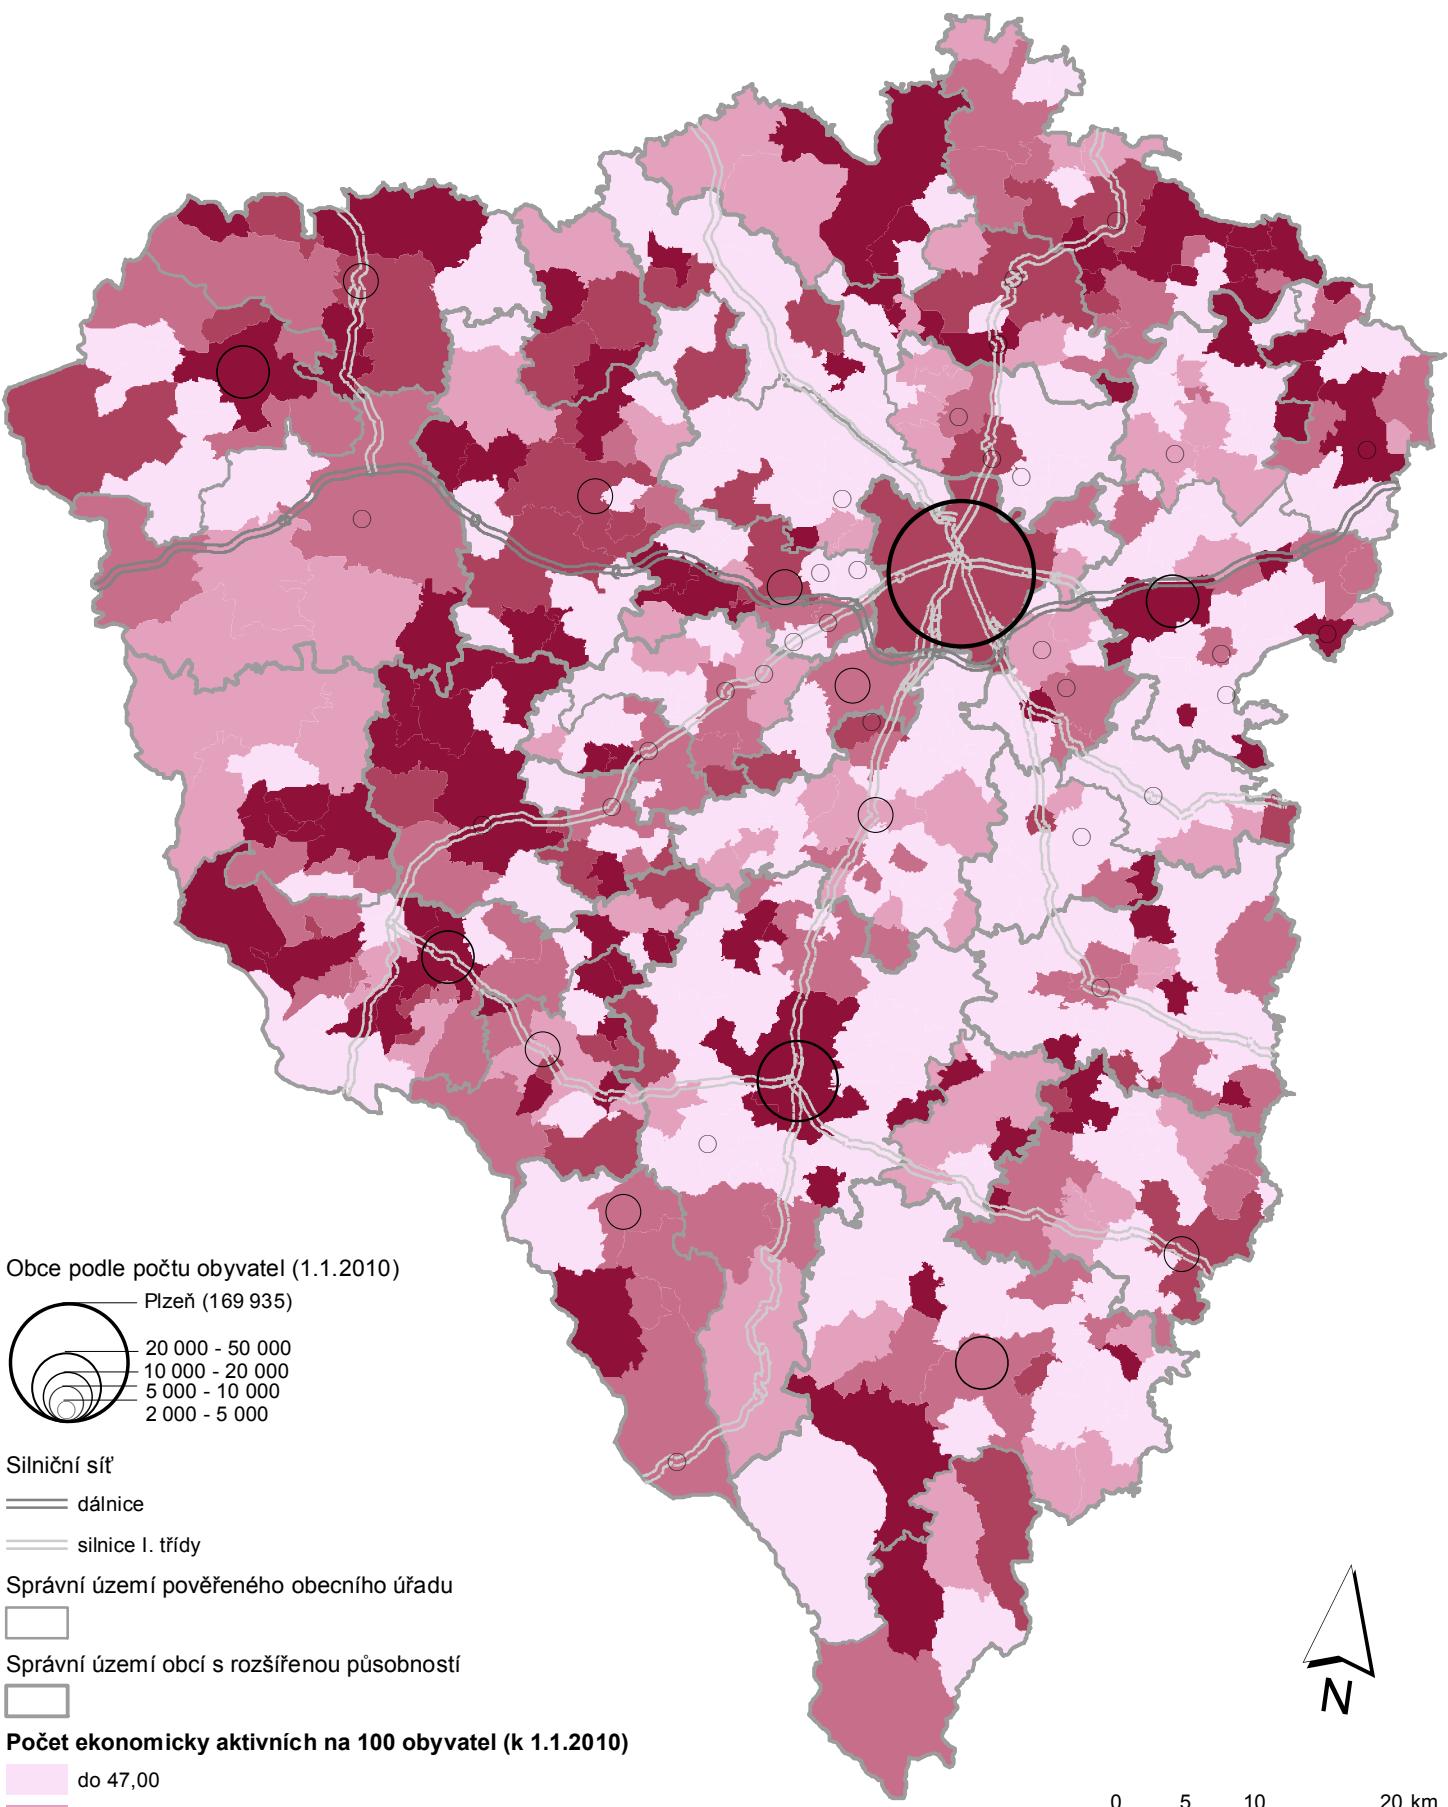 Obce podle počtu obyvatel (1.1.2010)
Plzeň (169 935)
20 000 - 50 000
10 000 - 20 000
5 000 - 10 000
2 000 - 5 000
Silniční síť
dálnice
silnice I. třídy
Správní území pověřeného obecního úřadu
Správní území obcí s rozšířenou působností
Počet ekonomicky aktivních na 100 obyvatel (k 1.1.2010)
do 47,00
N
0 5 10 20 km